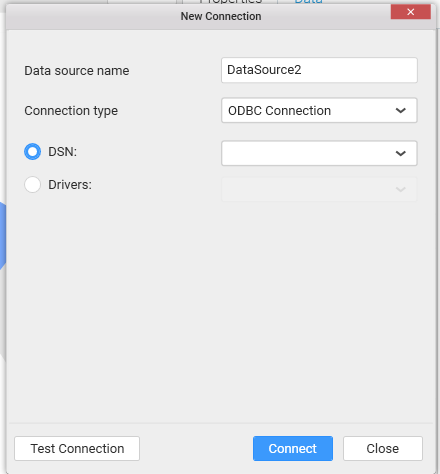 Properties Data
New Connection
Data source name DataSource2
Connection type ODBC Connection
DSN:
Drivers:
Test Connection Connect Close